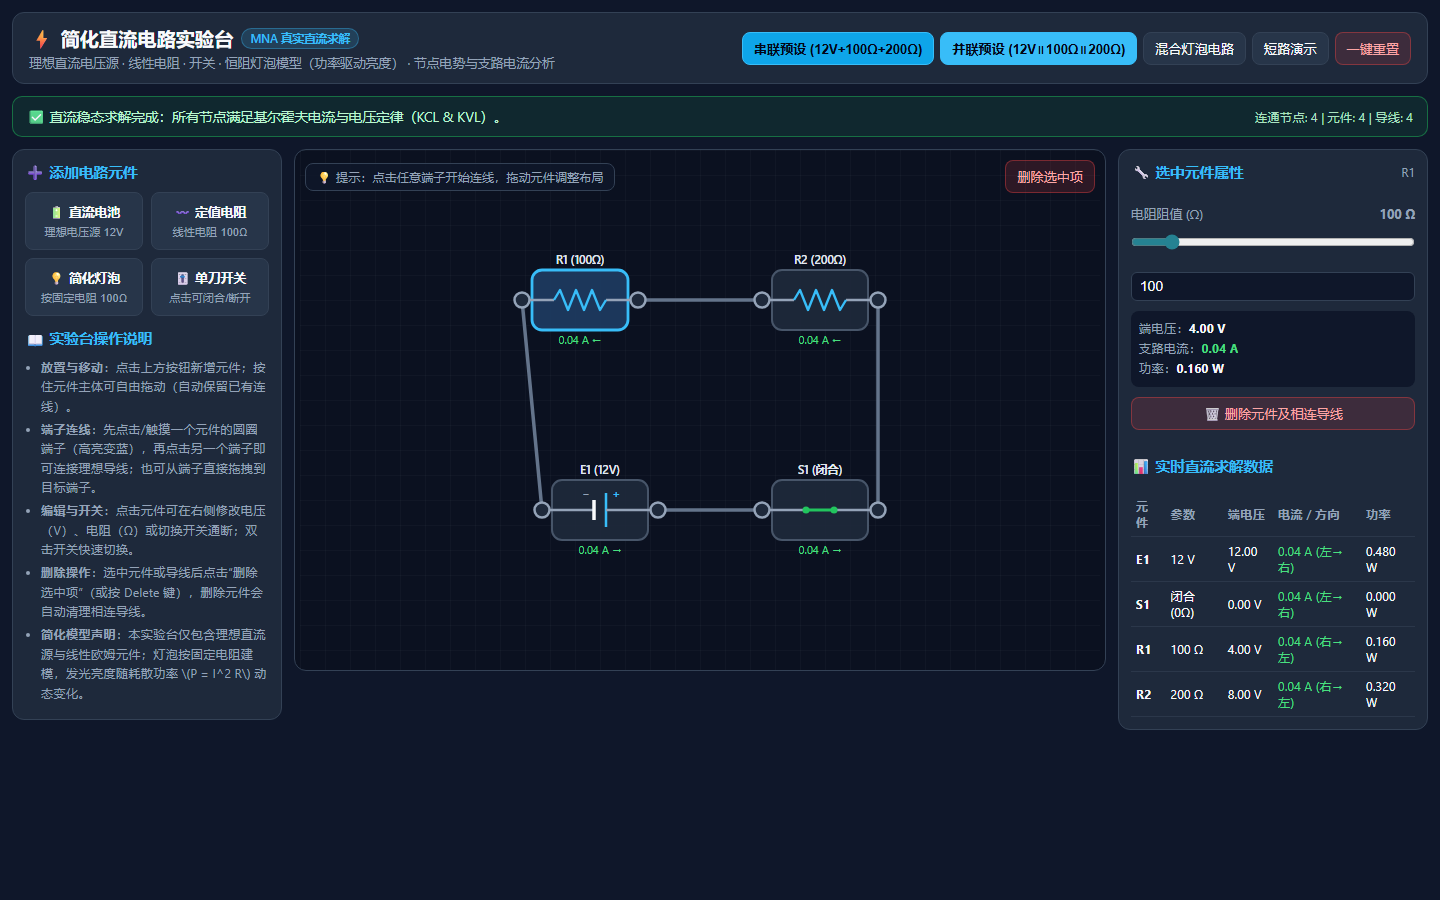 简化直流电路实验台 MNA 真实直流求解
理想直流电压源 · 线性电阻 · 开关 · 恒阻灯泡模型（功率驱动亮度） · 节点电势与支路电流分析
串联预设 (12V+100Ω+200Ω)
并联预设 (12V॥100Ω॥200Ω)
混合灯泡电路
短路演示
一键重置
直流稳态求解完成：所有节点满足基尔霍夫电流与电压定律（KCL & KVL）。
连通节点: 4 | 元件: 4 | 导线: 4
添加电路元件
直流电池
理想电压源 12V
定值电阻
线性电阻 100Ω
简化灯泡
按固定电阻 100Ω
单刀开关
点击可闭合/断开
实验台操作说明
• 放置与移动：点击上方按钮新增元件；按
住元件主体可自由拖动（自动保留已有连
线）。
• 端子连线：先点击/触摸一个元件的圆圈
端子（高亮变蓝），再点击另一个端子即
可连接理想导线；也可从端子直接拖拽到
目标端子。
• 编辑与开关：点击元件可在右侧修改电压
（V）、电阻（Ω）或切换开关通断；双
击开关快速切换。
• 删除操作：选中元件或导线后点击“删除
选中项”（或按 Delete 键），删除元件会
自动清理相连导线。
• 简化模型声明：本实验台仅包含理想直流
源与线性欧姆元件；灯泡按固定电阻建
模，发光亮度随耗散功率 \(P = I^2 R\) 动
态变化。
提示：点击任意端子开始连线，拖动元件调整布局
删除选中项
R1 (100Ω)
0.04 A ←
R2 (200Ω)
0.04 A ←
E1 (12V)
− +
0.04 A →
S1 (闭合)
0.04 A →
选中元件属性 R1
电阻阻值 (Ω) 100 Ω
100
端电压：4.00 V
支路电流：0.04 A
功率：0.160 W
删除元件及相连导线
实时直流求解数据
元件 参数 端电压 电流 / 方向 功率
E1 12 V 12.00 V 0.04 A (左→右) 0.480 W
S1 闭合 (0Ω) 0.00 V 0.04 A (左→右) 0.000 W
R1 100 Ω 4.00 V 0.04 A (右→左) 0.160 W
R2 200 Ω 8.00 V 0.04 A (右→左) 0.320 W